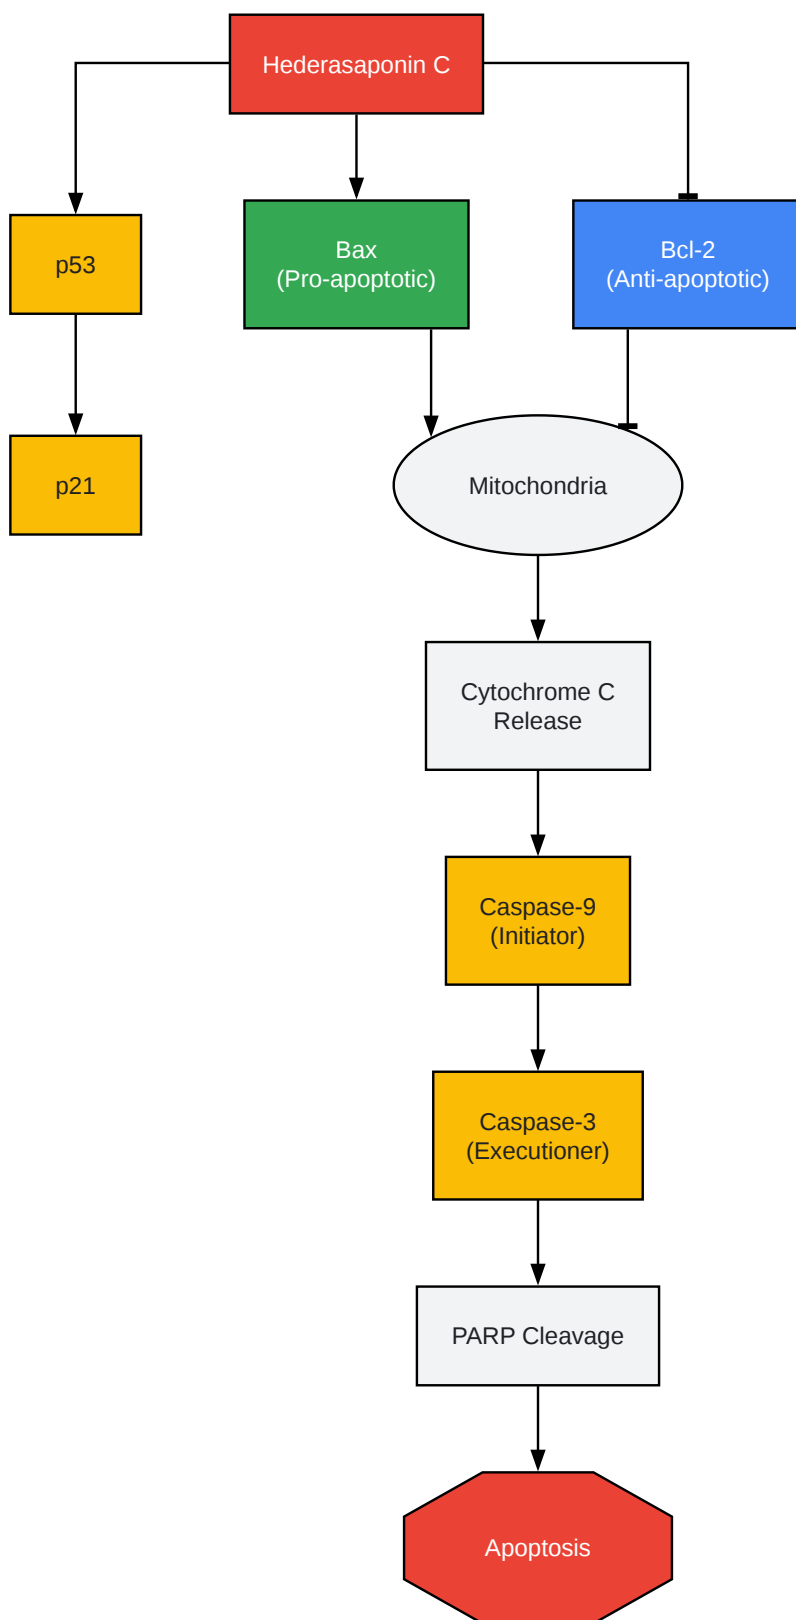 Hederasaponin C
p53
Bax
(Pro-apoptotic)
Bcl-2
(Anti-apoptotic)
p21
Mitochondria
Cytochrome C
Release
Caspase-9
(Initiator)
Caspase-3
(Executioner)
PARP Cleavage
Apoptosis